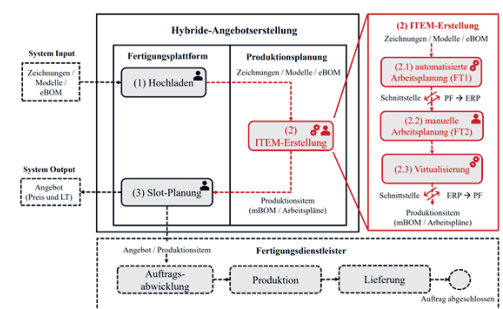 Hybride-Angebotserstellung
System Input
Zeichnungen /
Modelle /
eBOM
System Output
Angebot
(Preis und LT)
Fertigungsplattform
(1) Hochladen
(3) Slot-Planung
Produktionsplanung
Zeichnungen / Modelle / eBOM
(2)
ITEM-Erstellung
Produktionsitem
(mBOM / Arbeitspläne)
(2) ITEM-Erstellung
Zeichnungen / Modelle / eBOM
(2.1) automatisierte
Arbeitsplanung (FT1)
Schnittstelle PF → ERP
(2.2) manuelle
Arbeitsplanung (FT2)
(2.3) Virtualisierung
Schnittstelle ERP → PF
Produktionsitem
(mBOM / Arbeitspläne)
Angebot / Produktionsitem
Fertigungsdienstleister
Auftrags-
abwicklung
Produktion
Lieferung
Auftrag abgeschlossen